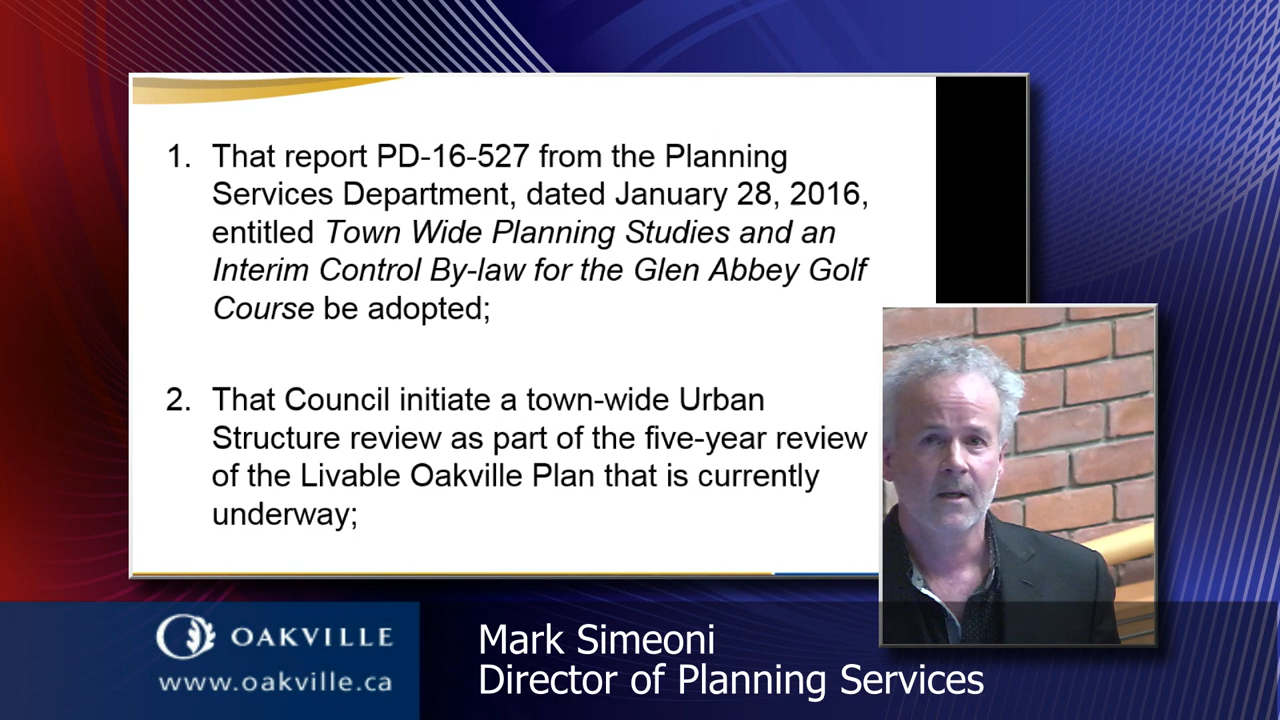 1. That report PD-16-527 from the Planning
Services Department, dated January 28, 2016,
entitled Town Wide Planning Studies and an
Interim Control By-law for the Glen Abbey Golf
Course be adopted;
2. That Council initiate a town-wide Urban
Structure review as part of the five-year review
of the Livable Oakville Plan that is currently
underway;
OAKVILLE
www.oakville.ca
Mark Simeoni
Director of Planning Services